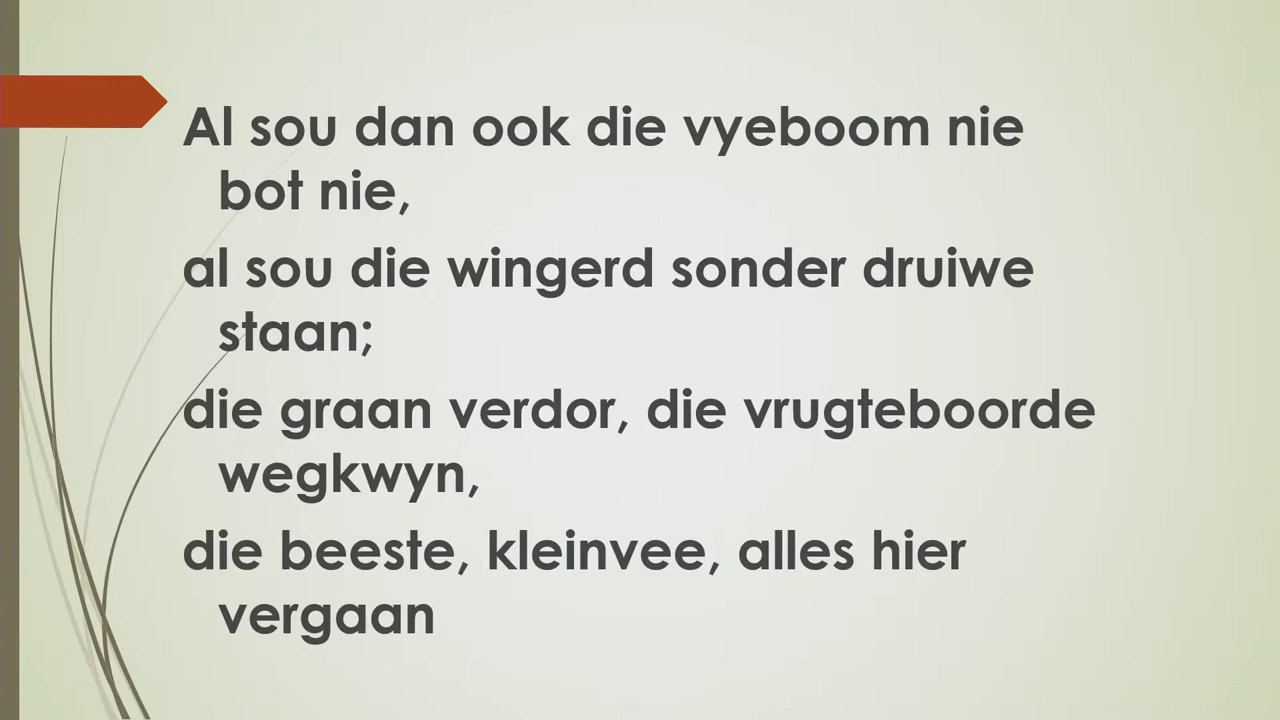 Al sou dan ook die vyeboom nie
bot nie,
al sou die wingerd sonder druiwe
staan;
die graan verdor, die vrugteboorde
wegkwyn,
die beeste, kleinvee, alles hier
vergaan